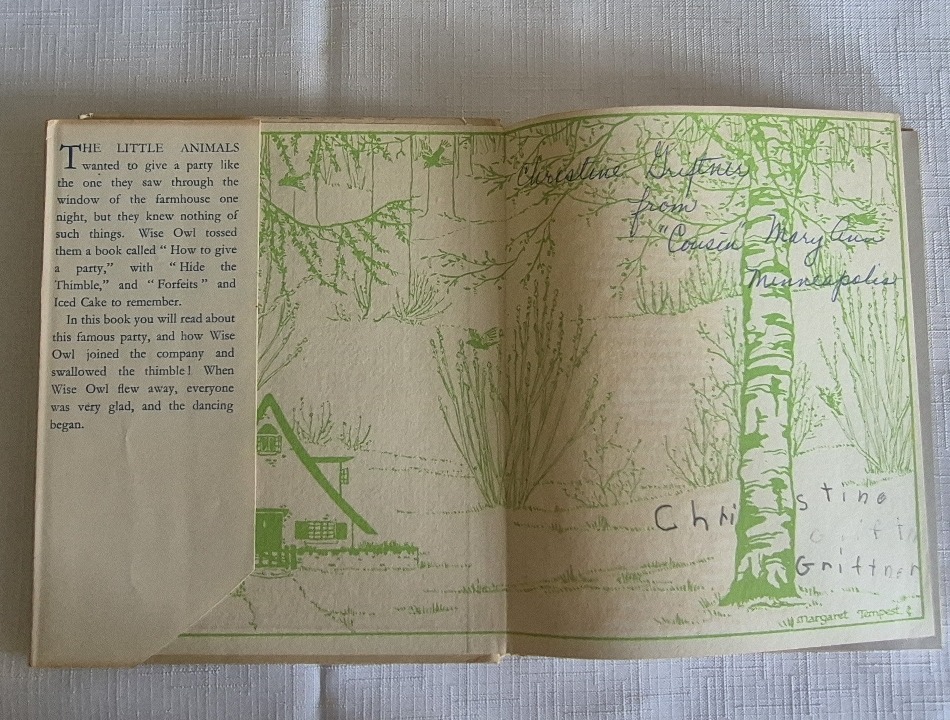 THE LITTLE ANIMALS
wanted to give a party like
the one they saw through the
window of the farmhouse one
night, but they knew nothing of
such things. Wise Owl tossed
them a book called “ How to give
a party,” with “ Hide the
Thimble,” and “ Forfeits ” and
Iced Cake to remember.
In this book you will read about
this famous party, and how Wise
Owl joined the company and
swallowed the thimble! When
Wise Owl flew away, everyone
was very glad, and the dancing
began.
Christine Griftner
from
"Cousin" Mary Ann
Minneapolis
Christine
Griftner
Margaret Tempest